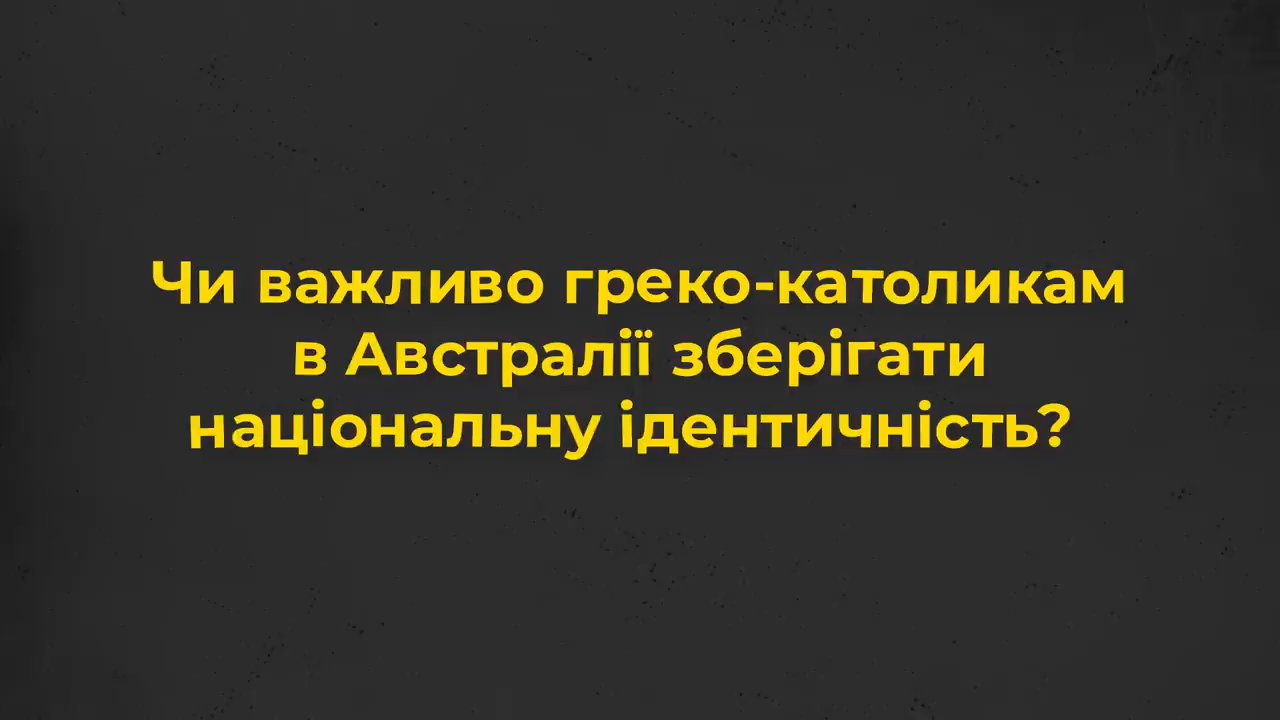 Чи важливо греко-католикам
в Австралії зберігати
національну ідентичність?